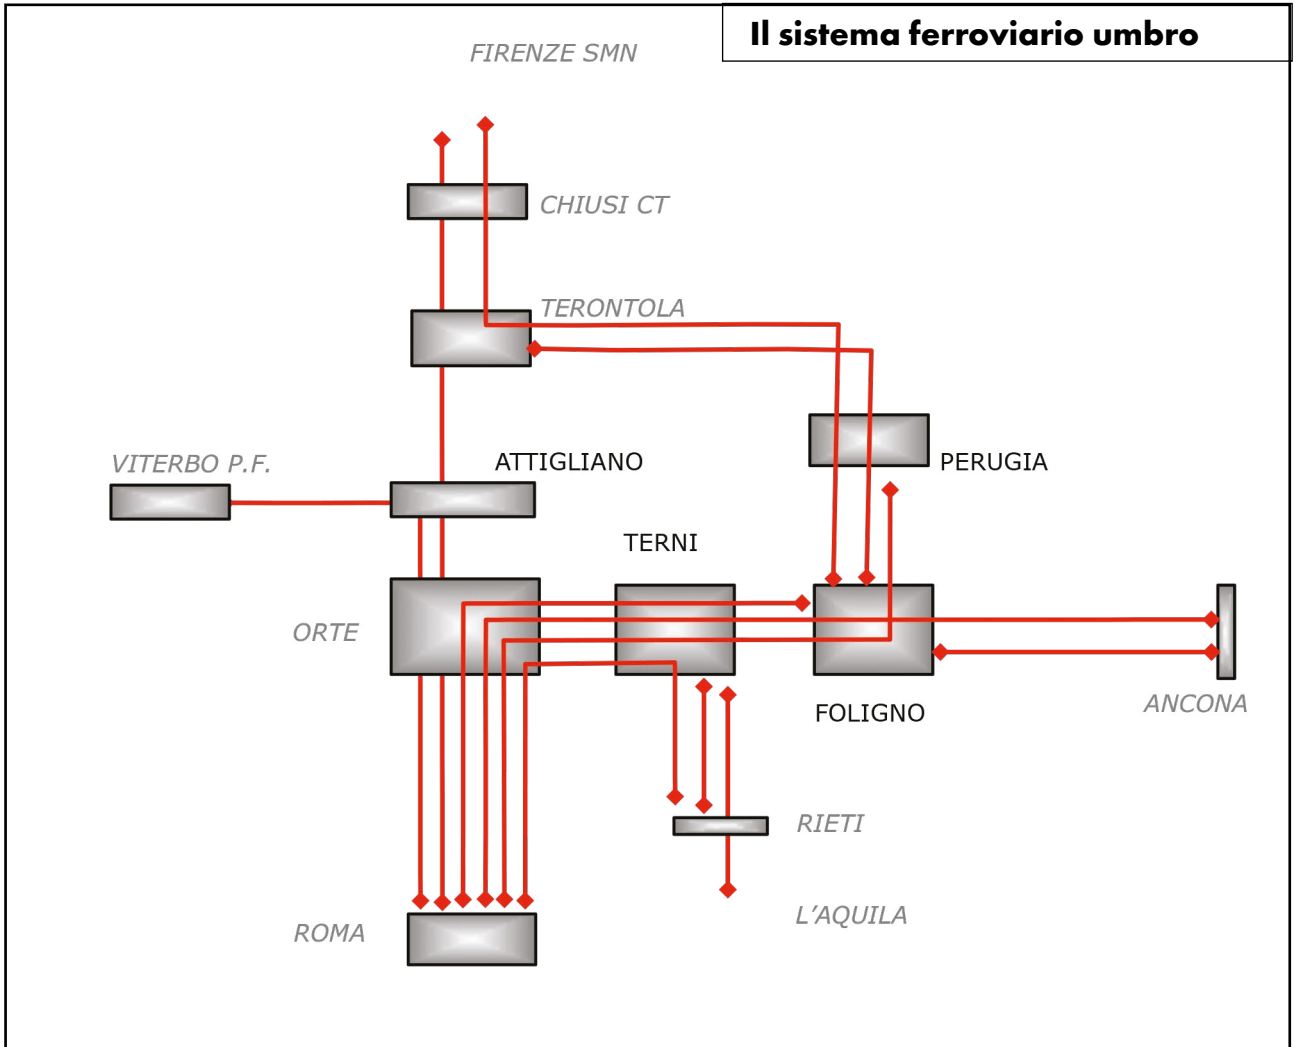 Il sistema ferroviario umbro
FIRENZE SMN
CHIUSI CT
TERONTOLA
VITERBO P.F.
ATTIGLIANO
PERUGIA
TERNI
ORTE
ANCONA
FOLIGNO
RIETI
L'AQUILA
ROMA